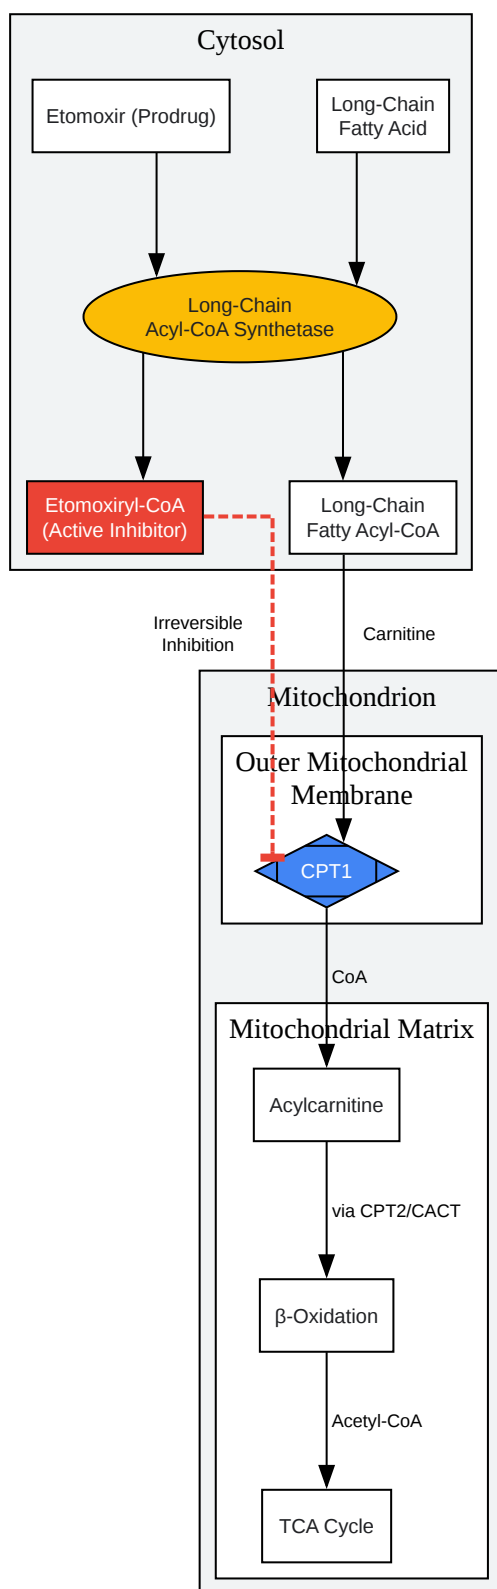 Cytosol
Etomoxir (Prodrug)
Long-Chain
Fatty Acid
Long-Chain
Acyl-CoA Synthetase
Etomoxiryl-CoA
(Active Inhibitor)
Long-Chain
Fatty Acyl-CoA
Irreversible
Inhibition
Carnitine
Mitochondrion
Outer Mitochondrial
Membrane
CPT1
CoA
Mitochondrial Matrix
Acylcarnitine
via CPT2/CACT
β-Oxidation
Acetyl-CoA
TCA Cycle